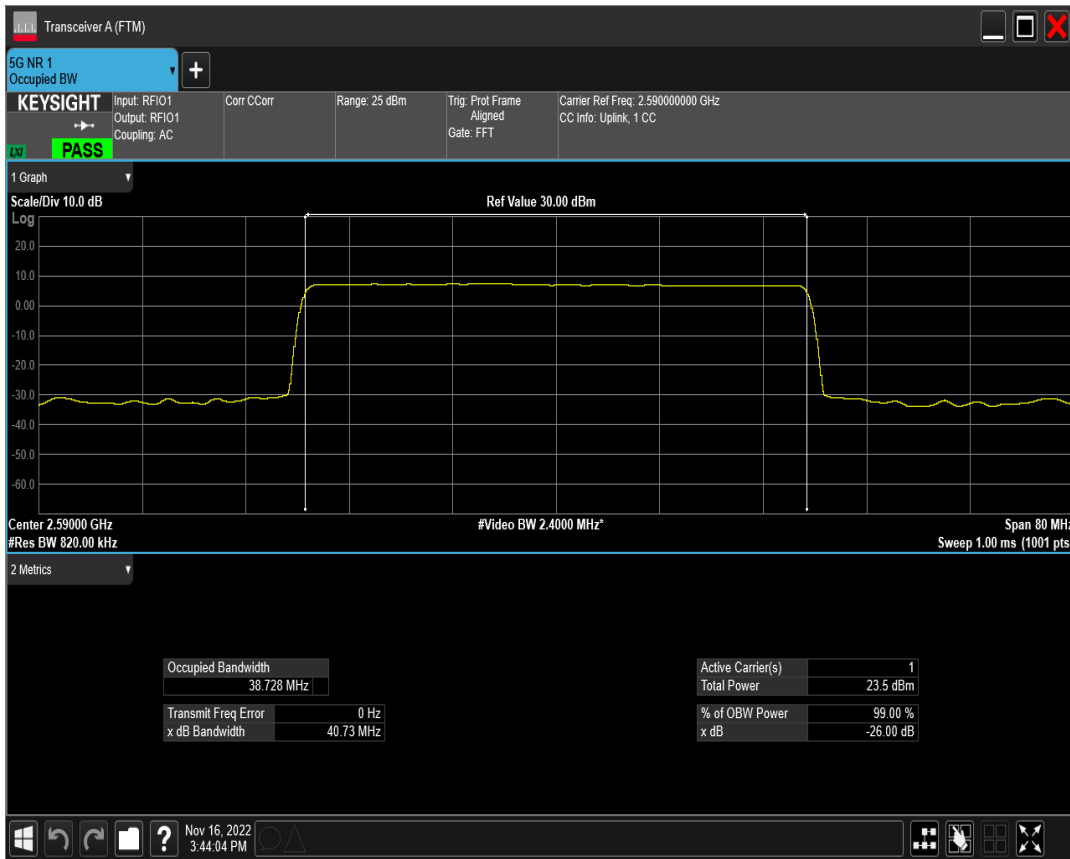 Transceiver A (FTM)
5G NR 1
Occupied BW
+
KEYSIGHT
LXI
PASS
Input: RFIO1
Output: RFIO1
Coupling: AC
Corr CCorr
Range: 25 dBm
Trig: Prot Frame
Aligned
Gate: FFT
Carrier Ref Freq: 2.590000000 GHz
CC Info: Uplink, 1 CC
1 Graph
Scale/Div 10.0 dB
Ref Value 30.00 dBm
Log
20.0
10.0
0.00
-10.0
-20.0
-30.0
-40.0
-50.0
-60.0
Center 2.59000 GHz
#Video BW 2.4000 MHz*
Span 80 MHz
#Res BW 820.00 kHz
Sweep 1.00 ms (1001 pts
2 Metrics
Occupied Bandwidth
38.728 MHz
Transmit Freq Error 0 Hz
x dB Bandwidth 40.73 MHz
Active Carrier(s) 1
Total Power 23.5 dBm
% of OBW Power 99.00 %
x dB -26.00 dB
?
Nov 16, 2022
3:44:04 PM